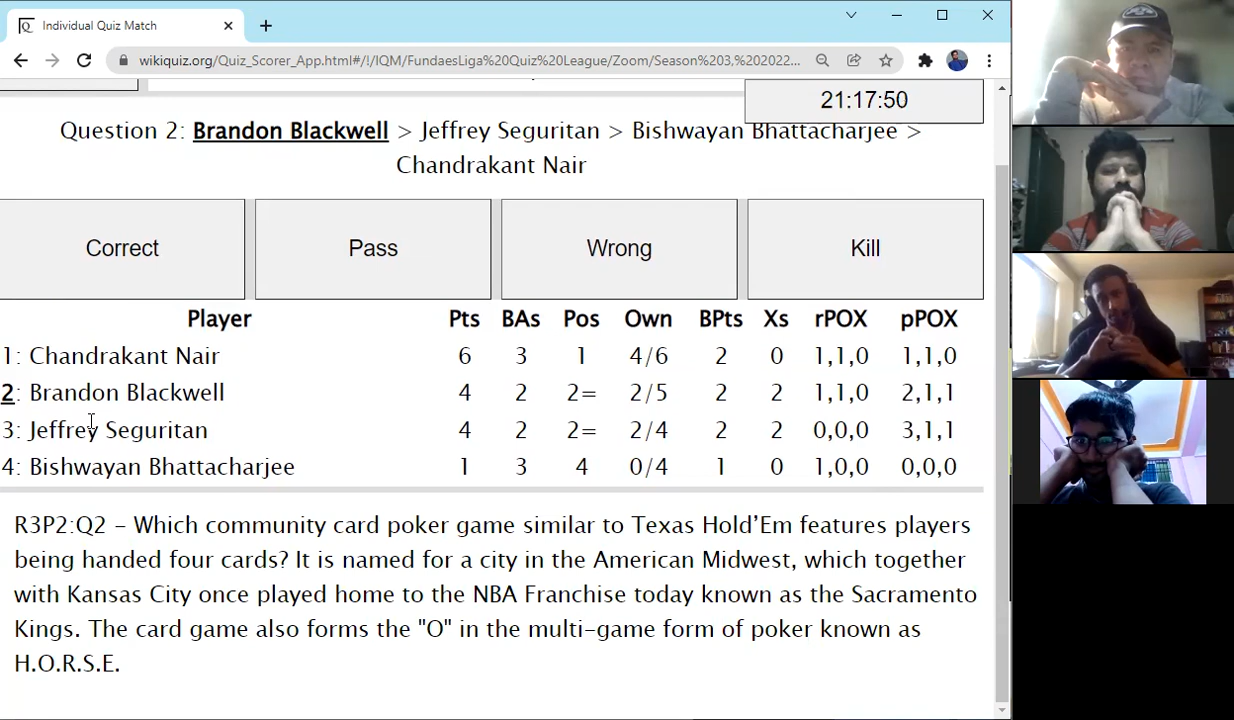 Individual Quiz Match
wikiquiz.org/Quiz_Scorer_App.html#/!/IQM/FundaesLiga%20Quiz%20League/Zoom/Season%203,%202022...
21:17:50
Question 2: Brandon Blackwell > Jeffrey Seguritan > Bishwayan Bhattacharjee >
Chandrakant Nair
Correct Pass Wrong Kill
Player Pts BAs Pos Own BPts Xs rPOX pPOX
1: Chandrakant Nair 6 3 1 4/6 2 0 1,1,0 1,1,0
2: Brandon Blackwell 4 2 2= 2/5 2 2 1,1,0 2,1,1
3: Jeffrey Seguritan 4 2 2= 2/4 2 2 0,0,0 3,1,1
4: Bishwayan Bhattacharjee 1 3 4 0/4 1 0 1,0,0 0,0,0
R3P2:Q2 - Which community card poker game similar to Texas Hold’Em features players
being handed four cards? It is named for a city in the American Midwest, which together
with Kansas City once played home to the NBA Franchise today known as the Sacramento
Kings. The card game also forms the "O" in the multi-game form of poker known as
H.O.R.S.E.